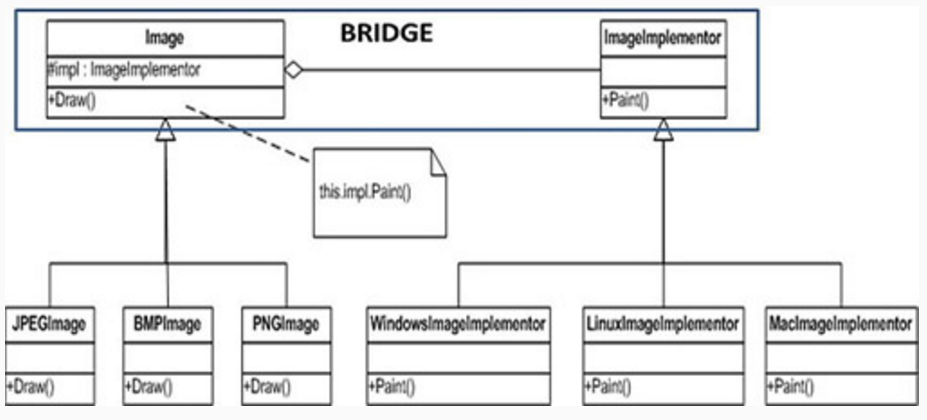 BRIDGE
Image
#impl : ImageImplementor
+Draw()
ImageImplementor
+Paint()
this.impl.Paint()
JPEGImage
+Draw()
BMPImage
+Draw()
PNGImage
+Draw()
WindowsImageImplementor
+Paint()
LinuxImageImplementor
+Paint()
MacImageImplementor
+Paint()